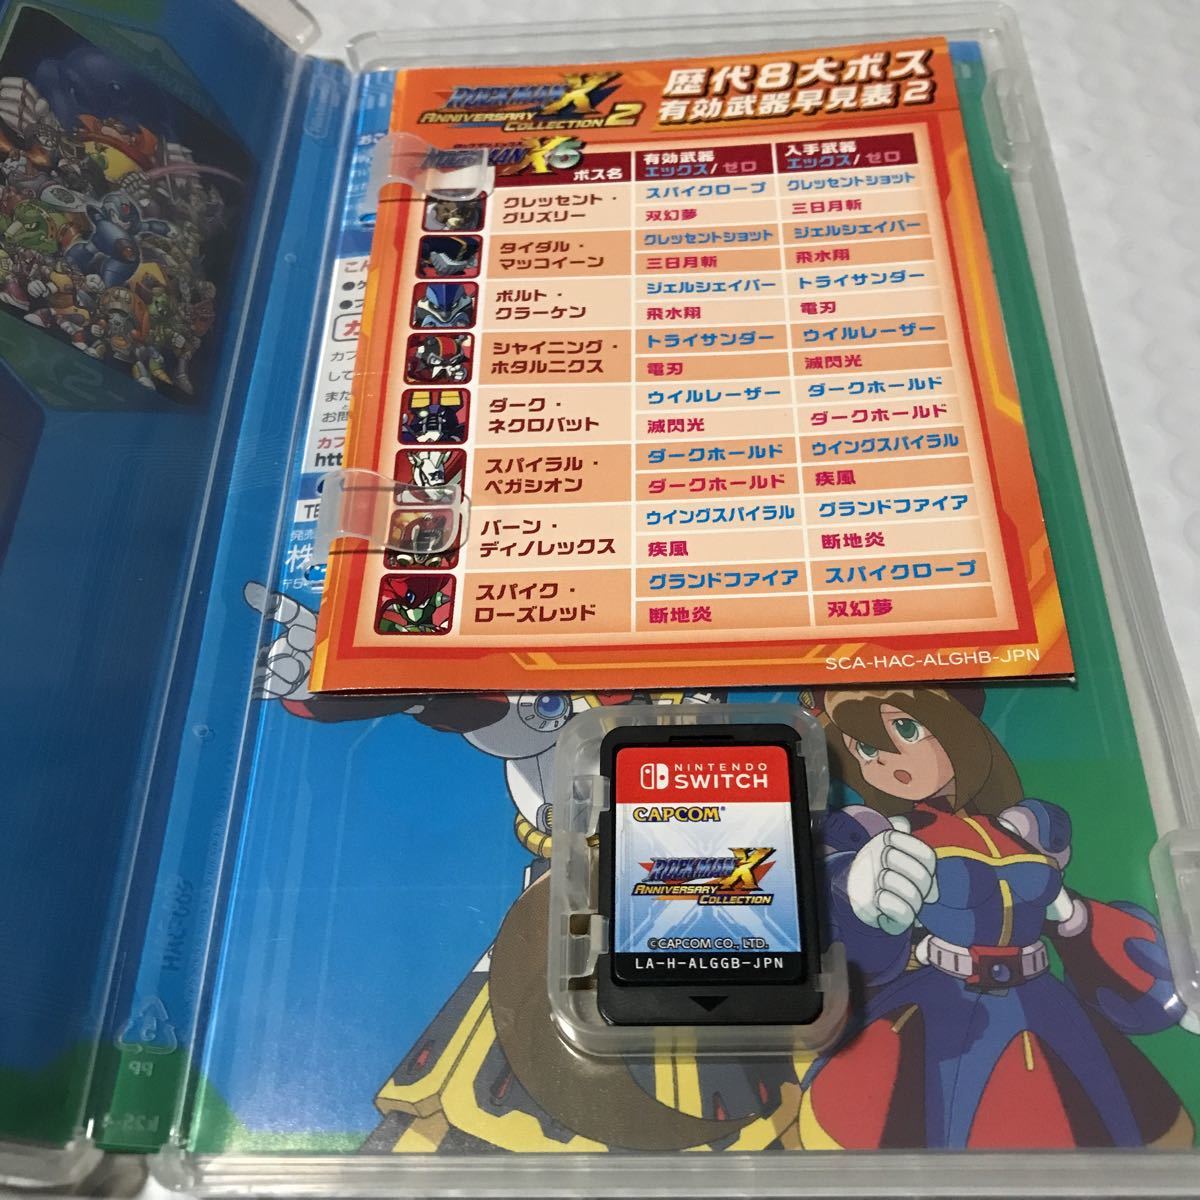 ROCKMAN X
ANNIVERSARY
COLLECTION 2
歴代8大ボス
有効武器早見表 2
X6
ボス名
有効武器
エックス/ゼロ
入手武器
エックス/ゼロ
クレッセント・
グリズリー
スパイクロープ
双幻夢
クレッセントショット
三日月斬
タイダル・
マッコイーン
クレッセントショット
三日月斬
ジェルシェイバー
飛水翔
ボルト・
クラーケン
ジェルシェイバー
飛水翔
トライサンダー
電刃
シャイニング・
ホタルニクス
トライサンダー
電刃
ウイルレーザー
滅閃光
ダーク・
ネクロバット
ウイルレーザー
滅閃光
ダークホールド
ダークホールド
スパイラル・
ペガシオン
ダークホールド
ダークホールド
ウイングスパイラル
疾風
バーン・
ディノレックス
ウイングスパイラル
疾風
グランドファイア
断地炎
スパイク・
ローズレッド
グランドファイア
断地炎
スパイクロープ
双幻夢
SCA-HAC-ALGHB-JPN
NINTENDO
SWITCH
CAPCOM
ROCKMAN X
ANNIVERSARY
COLLECTION
©CAPCOM CO., LTD.
LA-H-ALGGB-JPN
PP